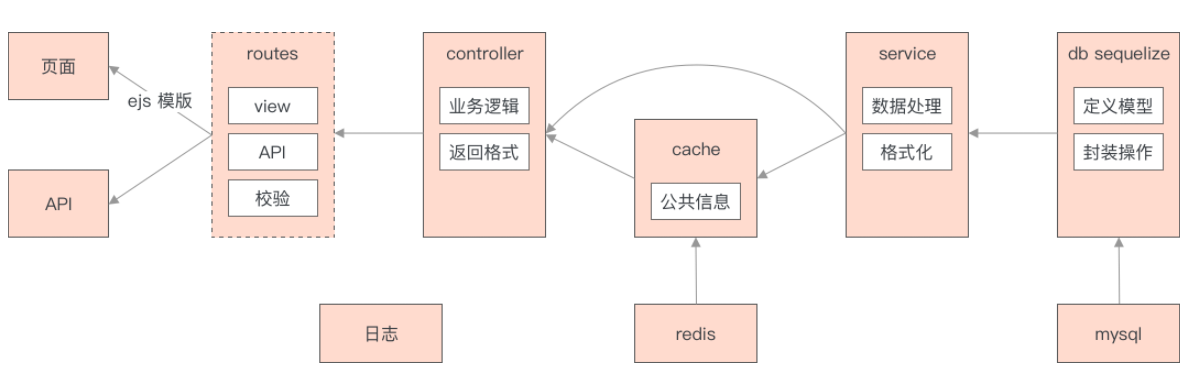 页面
ejs 模版
API
routes
view
API
校验
controller
业务逻辑
返回格式
cache
公共信息
service
数据处理
格式化
db sequelize
定义模型
封装操作
日志
redis
mysql